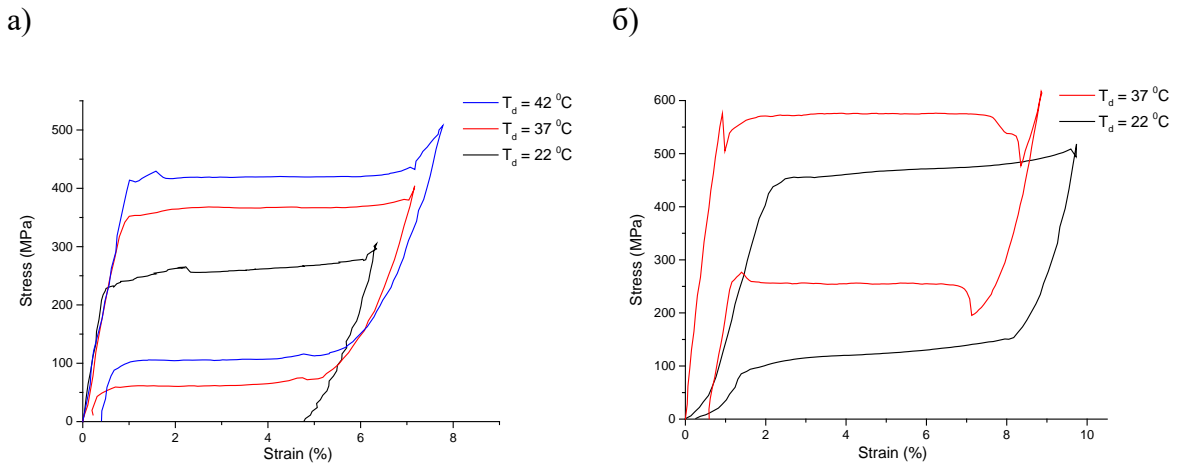 а)
б)
T_d = 42 ⁰C
T_d = 37 ⁰C
T_d = 22 ⁰C
500
400
300
200
100
0
0 2 4 6 8
Strain (%)
Stress (MPa)
T_d = 37 ⁰C
T_d = 22 ⁰C
600
500
400
300
200
100
0
0 2 4 6 8 10
Strain (%)
Stress (MPa)